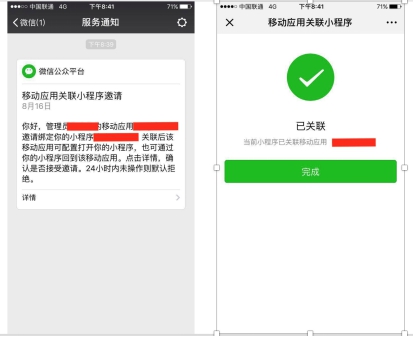 中国联通 4G 下午8:41 71%
微信(1) 服务通知
下午8:39
微信公众平台
移动应用关联小程序邀请
8月16日
你好，管理员的移动应用
邀请绑定你的小程序 关联后该
移动应用可配置打开你的小程序，也可通过
你的小程序回到该移动应用。点击详情，确
认是否接受邀请。24小时内未操作则默认拒
绝。
详情
中国联通 4G 下午8:41 71%
移动应用关联小程序
已关联
当前小程序已关联移动应用
完成